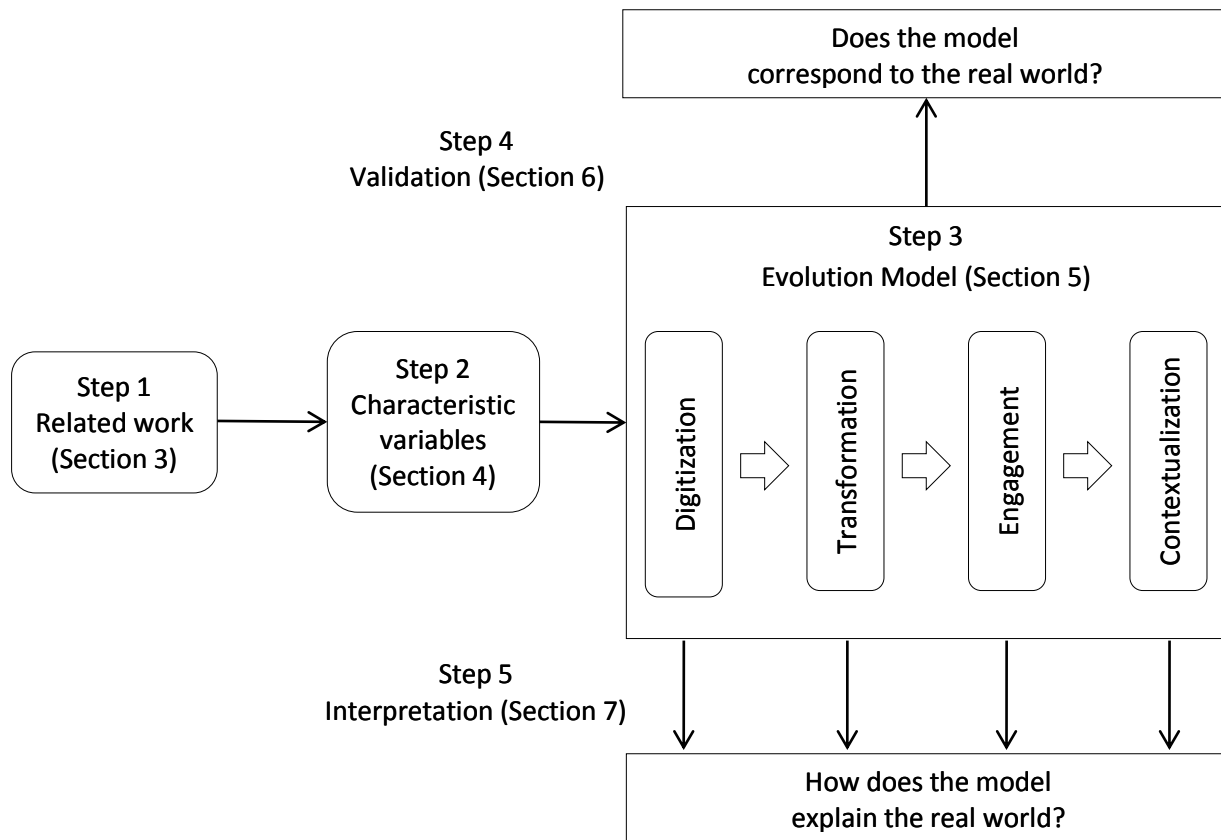 Does the model
correspond to the real world?
Step 4
Validation (Section 6)
Step 3
Evolution Model (Section 5)
Step 1
Related work
(Section 3)
Step 2
Characteristic
variables
(Section 4)
Digitization
Transformation
Engagement
Contextualization
Step 5
Interpretation (Section 7)
How does the model
explain the real world?